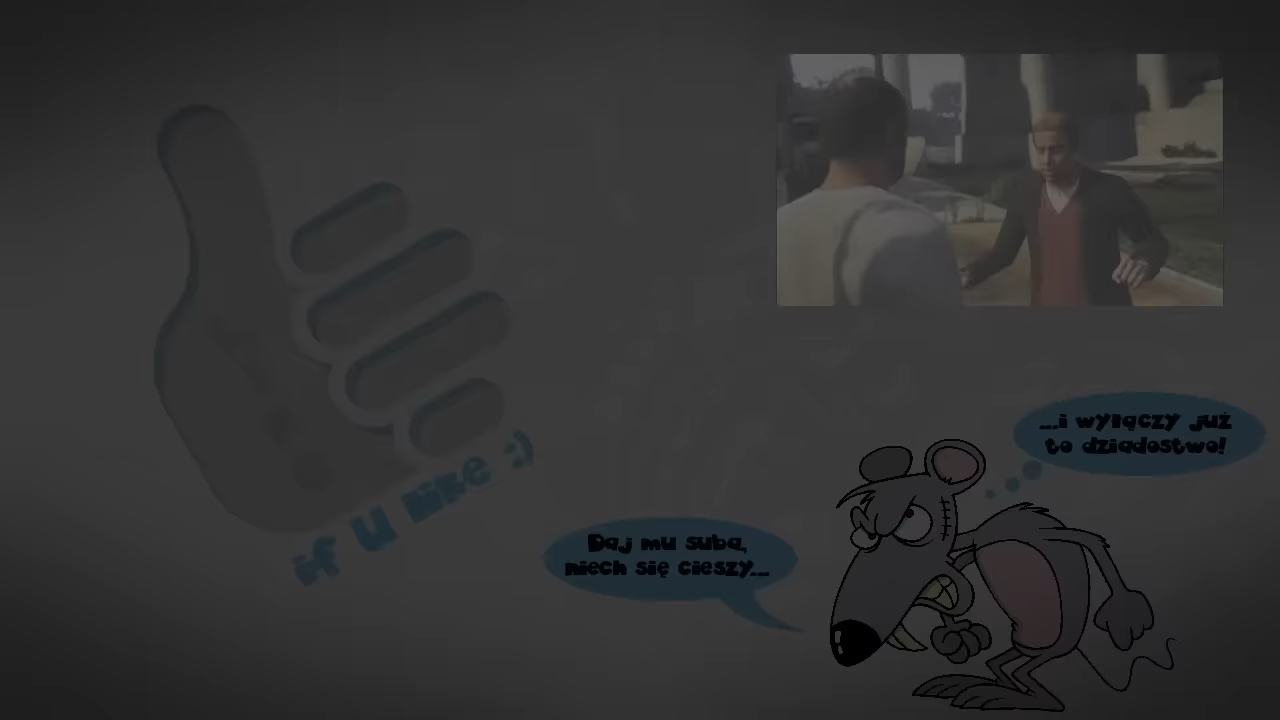 if U like :)
Daj mu suba,
niech się cieszy...
...i wyłączy już
to dziadostwo!